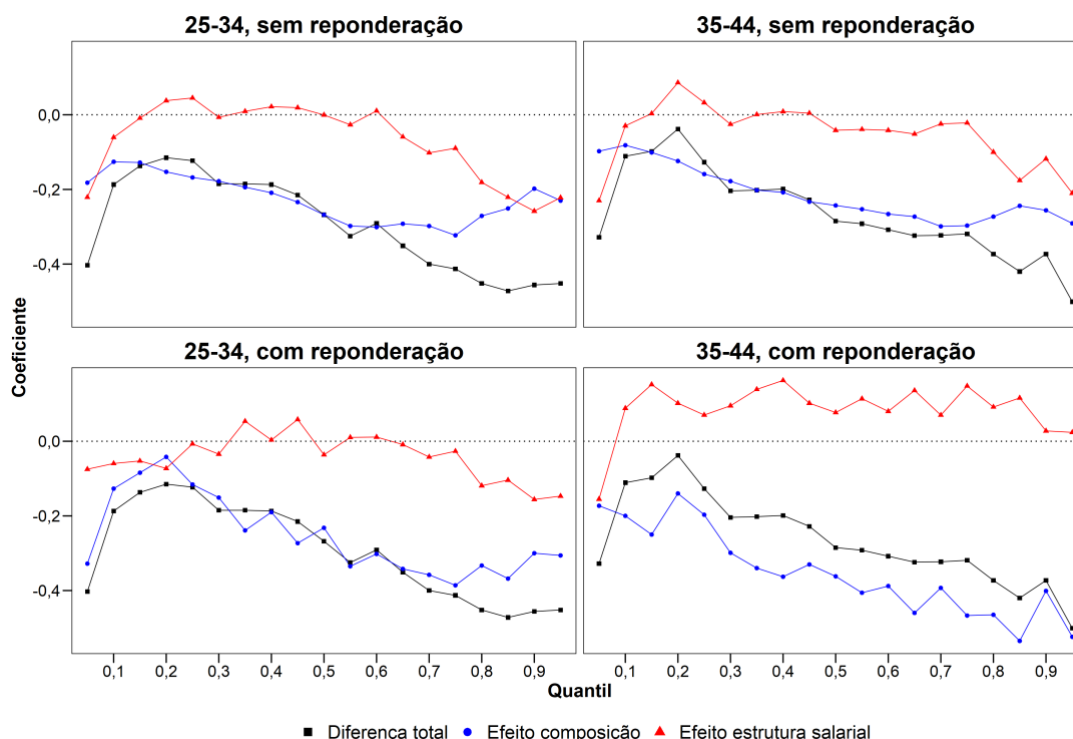 25-34, sem reponderação
35-44, sem reponderação
0,0
-0,2
-0,4
Coeficiente
25-34, com reponderação
35-44, com reponderação
0,0
-0,2
-0,4
0,1 0,2 0,3 0,4 0,5 0,6 0,7 0,8 0,9
0,1 0,2 0,3 0,4 0,5 0,6 0,7 0,8 0,9
Quantil
Diferenca total Efeito composição Efeito estrutura salarial